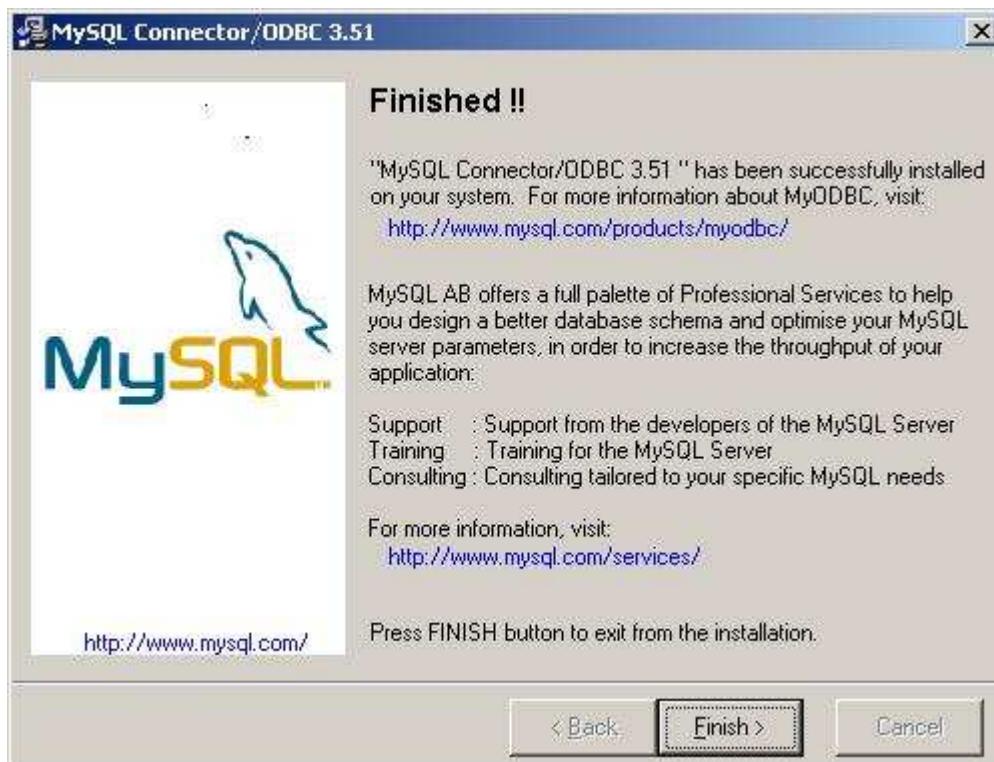 MySQL Connector/ODBC 3.51
Finished !!
"MySQL Connector/ODBC 3.51 " has been successfully installed
on your system. For more information about MyODBC, visit:
http://www.mysql.com/products/myodbc/
MySQL AB offers a full palette of Professional Services to help
you design a better database schema and optimise your MySQL
server parameters, in order to increase the throughput of your
application:
Support : Support from the developers of the MySQL Server
Training : Training for the MySQL Server
Consulting : Consulting tailored to your specific MySQL needs
For more information, visit:
http://www.mysql.com/services/
Press FINISH button to exit from the installation.
MySQL
http://www.mysql.com/
< Back
Finish >
Cancel